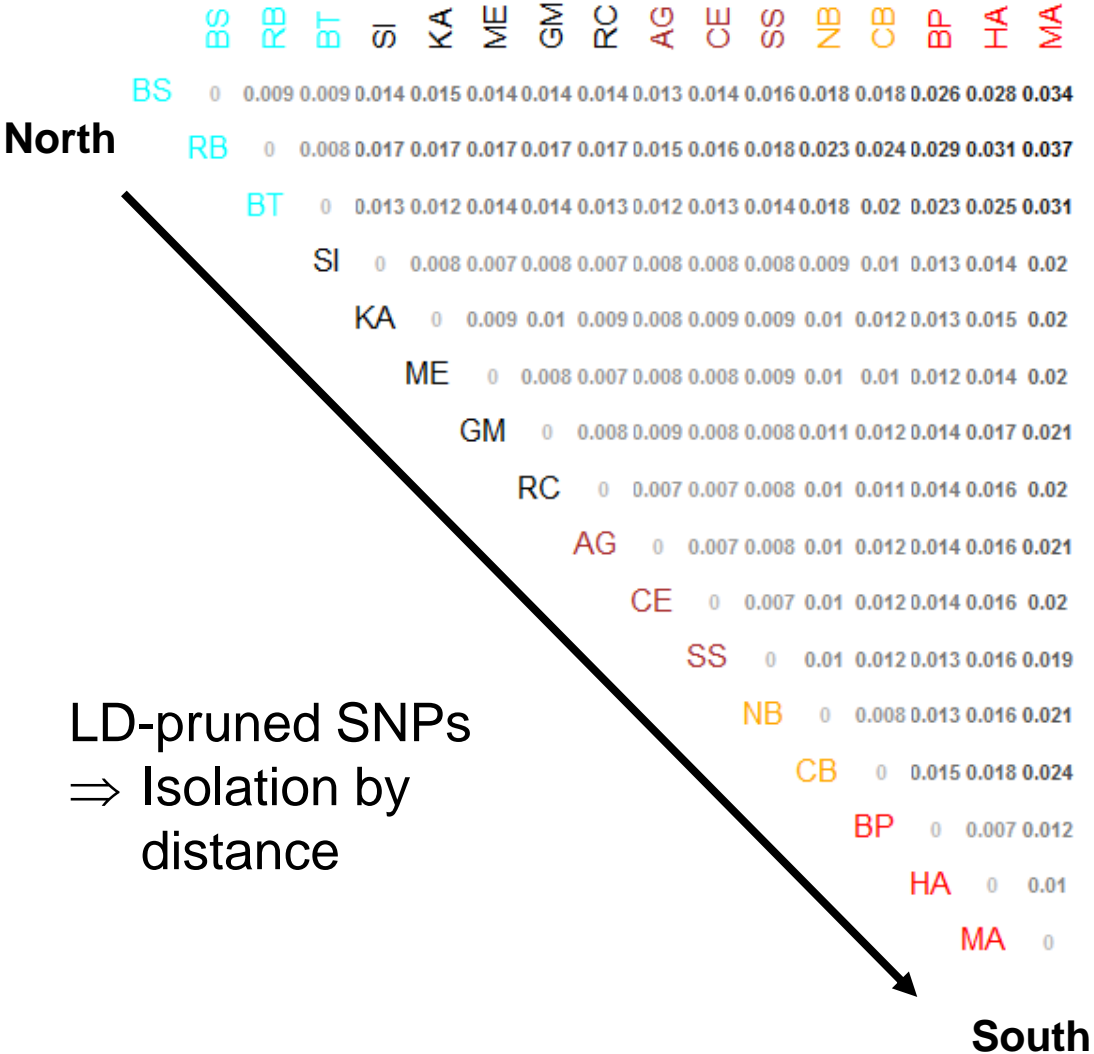 BS RB BT SI KA ME GM RC AG CE SS NB CB BP HA MA
BS 0 0.009 0.009 0.014 0.015 0.014 0.014 0.014 0.013 0.014 0.016 0.018 0.018 0.026 0.028 0.034
North
RB 0 0.008 0.017 0.017 0.017 0.017 0.017 0.015 0.016 0.018 0.023 0.024 0.029 0.031 0.037
BT 0 0.013 0.012 0.014 0.014 0.013 0.012 0.013 0.014 0.018 0.02 0.023 0.025 0.031
SI 0 0.008 0.007 0.008 0.007 0.008 0.008 0.008 0.009 0.01 0.013 0.014 0.02
KA 0 0.009 0.01 0.009 0.008 0.009 0.009 0.01 0.012 0.013 0.015 0.02
ME 0 0.008 0.007 0.008 0.008 0.009 0.01 0.01 0.012 0.014 0.02
GM 0 0.008 0.009 0.008 0.008 0.011 0.012 0.014 0.017 0.021
RC 0 0.007 0.007 0.008 0.01 0.011 0.014 0.016 0.02
AG 0 0.007 0.008 0.01 0.012 0.014 0.016 0.021
CE 0 0.007 0.01 0.012 0.014 0.016 0.02
SS 0 0.01 0.012 0.013 0.016 0.019
NB 0 0.008 0.013 0.016 0.021
CB 0 0.015 0.018 0.024
BP 0 0.007 0.012
HA 0 0.01
MA 0
LD-pruned SNPs
⇒ Isolation by
distance
South